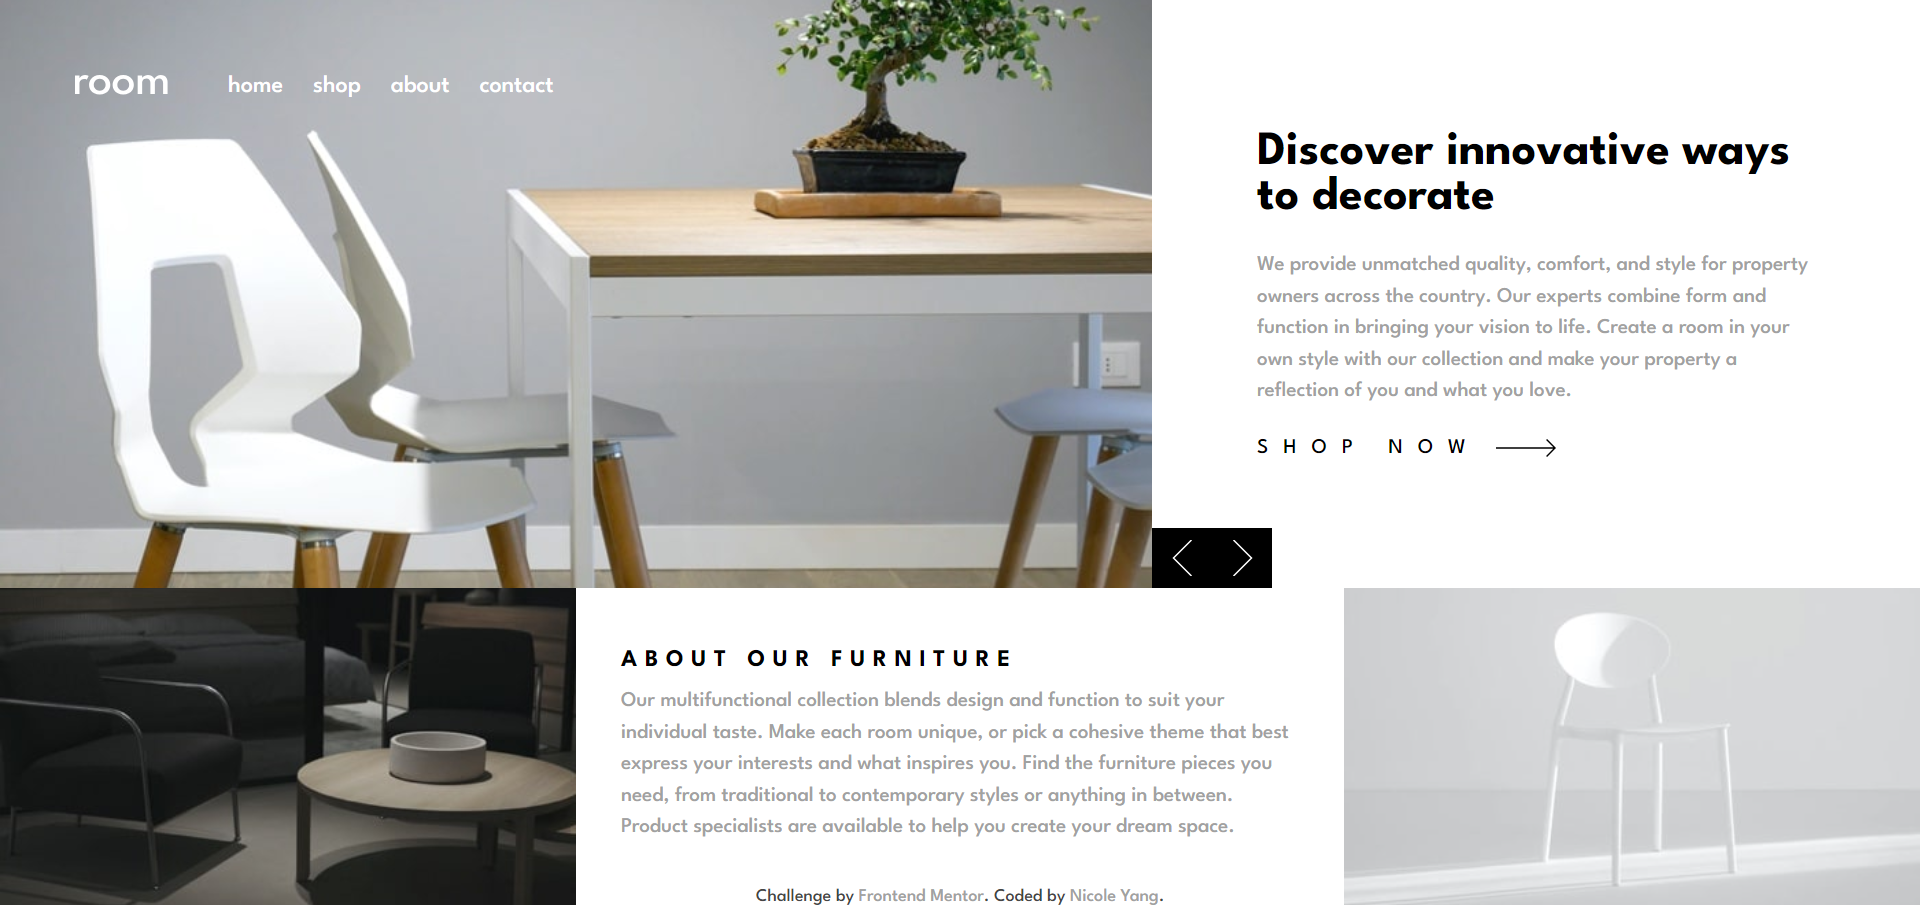 room
home shop about contact
Discover innovative ways
to decorate
We provide unmatched quality, comfort, and style for property
owners across the country. Our experts combine form and
function in bringing your vision to life. Create a room in your
own style with our collection and make your property a
reflection of you and what you love.
SHOP NOW
ABOUT OUR FURNITURE
Our multifunctional collection blends design and function to suit your
individual taste. Make each room unique, or pick a cohesive theme that best
express your interests and what inspires you. Find the furniture pieces you
need, from traditional to contemporary styles or anything in between.
Product specialists are available to help you create your dream space.
Challenge by Frontend Mentor. Coded by Nicole Yang.